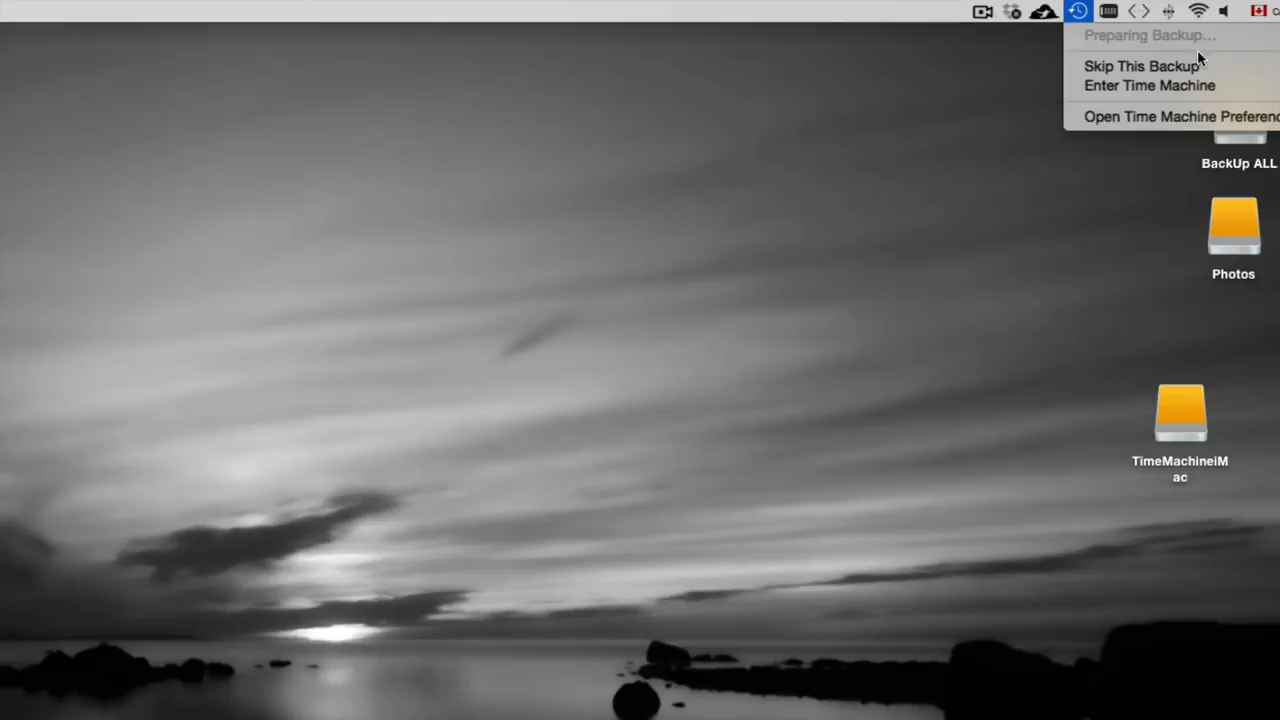 Preparing Backup...
Skip This Backup
Enter Time Machine
Open Time Machine Preferenc
BackUp ALL
Photos
TimeMachineiM
ac